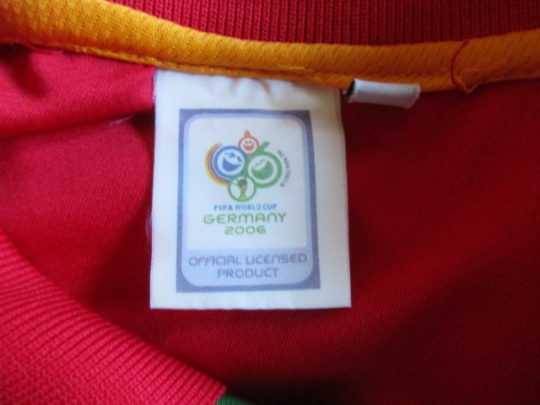 FIFA WORLD CUP
GERMANY
2006
OFFICIAL LICENSED
PRODUCT